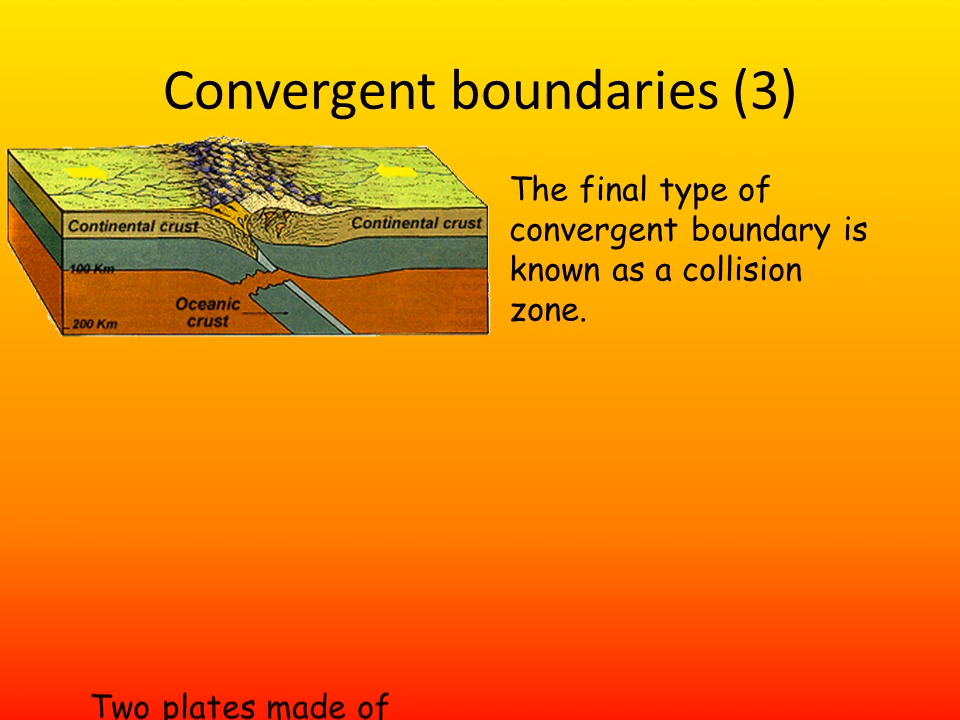 Convergent boundaries (3)
The final type of
convergent boundary is
known as a collision
zone.
Continental crust
Continental crust
100 Km
Oceanic
crust
200 Km
Two plates made of